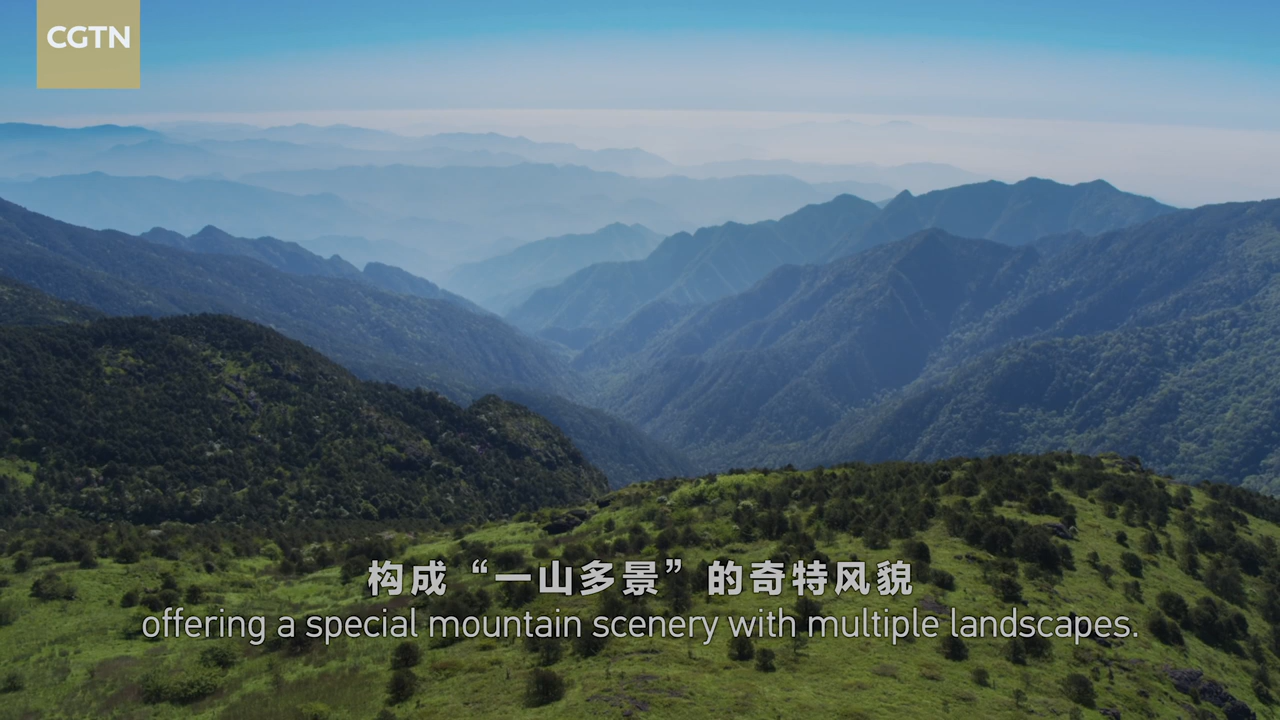 CGTN
构成“一山多景”的奇特风貌
offering a special mountain scenery with multiple landscapes.